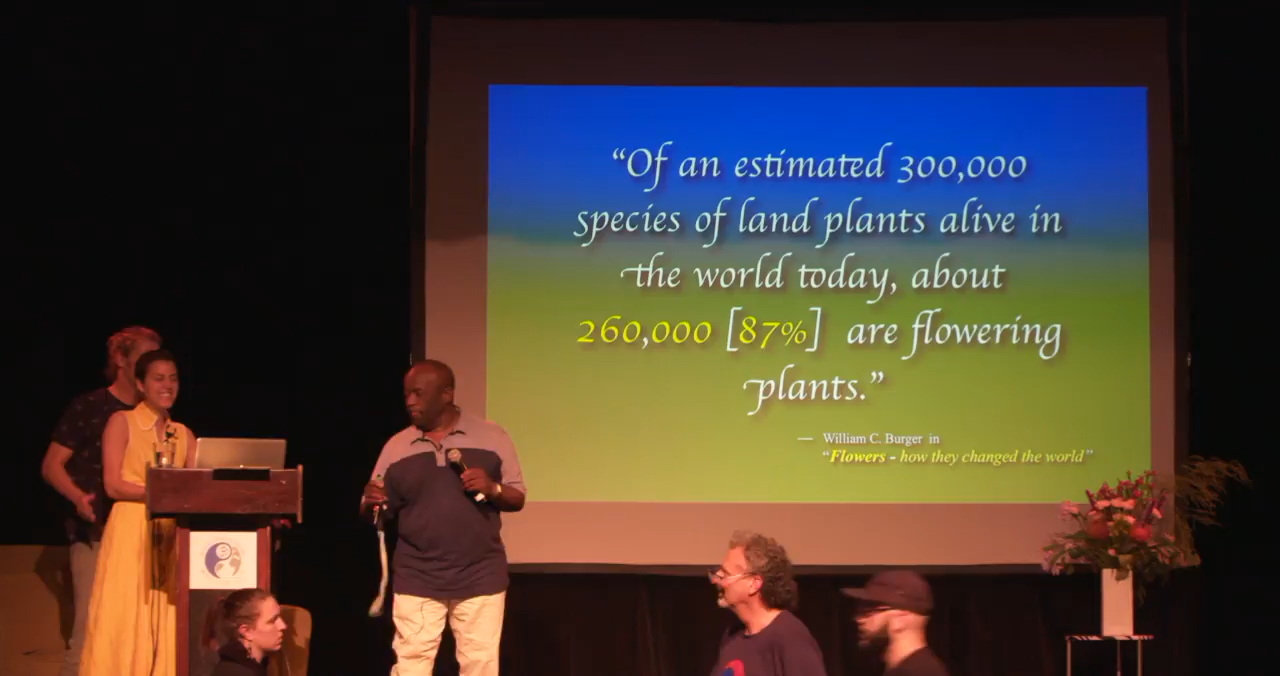 “Of an estimated 300,000
species of land plants alive in
the world today, about
260,000 [87%] are flowering
plants.”
— William C. Burger in
“Flowers - how they changed the world”